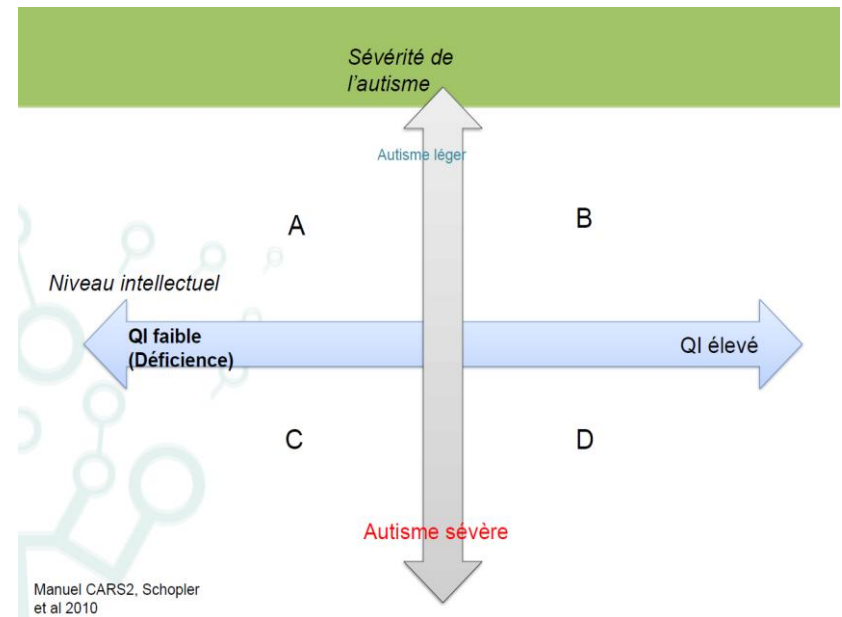 Sévérité de
l'autisme
Autisme léger
A
B
Niveau intellectuel
QI faible
(Déficience)
QI élevé
C
D
Autisme sévère
Manuel CARS2, Schopler
et al 2010